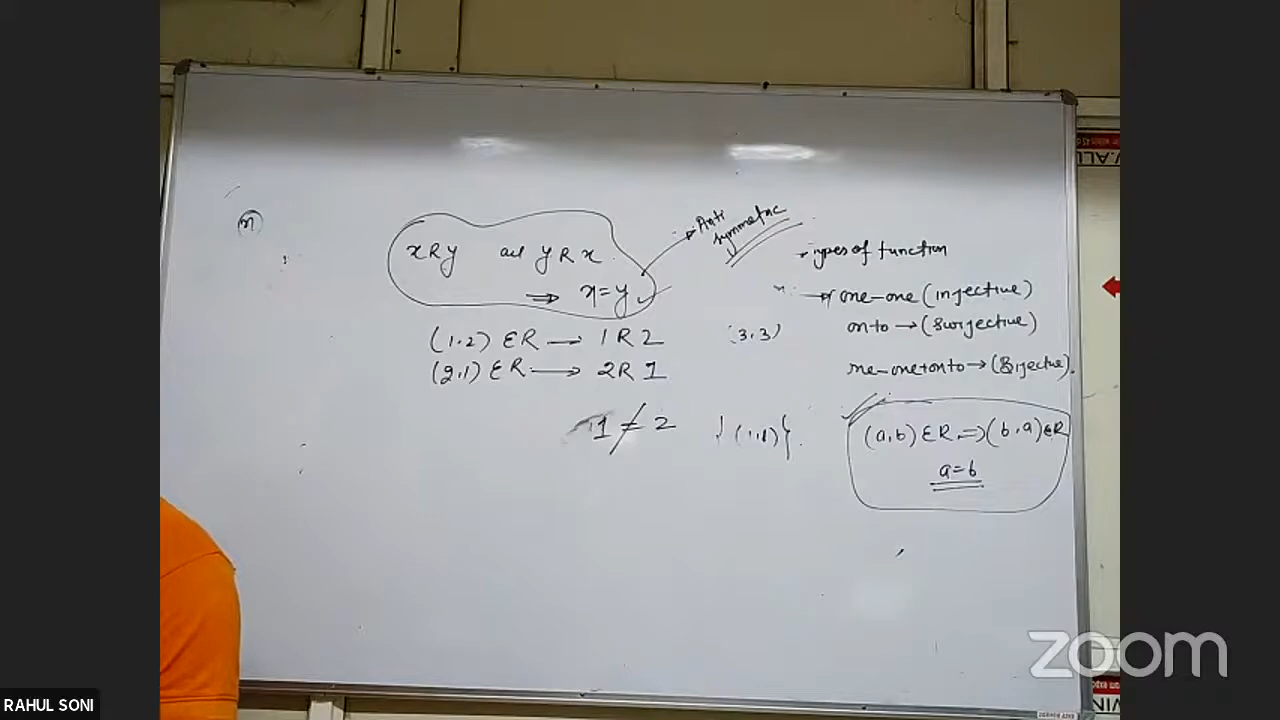 (n)
xRy and yRx
⇒ x=y
Anti
symmetric
(1,2) ∈R → 1R2
(2,1) ∈R → 2R1
1≠2
(3,3)
{(1,1)}
Types of function
→ one-one (injective)
onto → (Surjective)
one-one+onto → (Bijective).
(a,b) ∈R ⇒ (b,a)∈R
a=b
zoom
RAHUL SONI